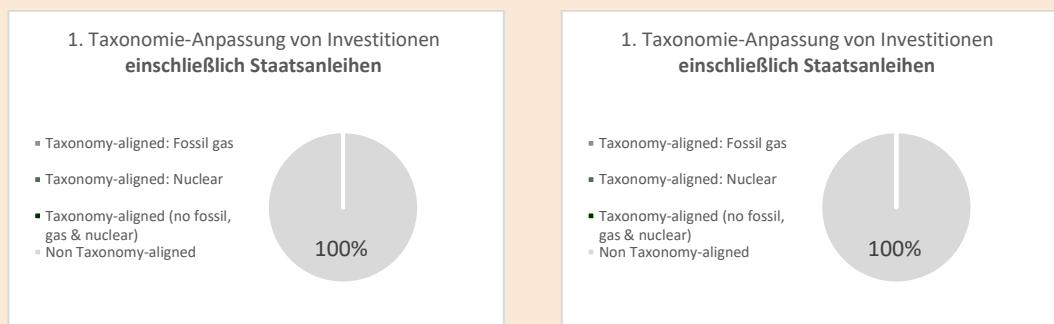 1. Taxonomie-Anpassung von Investitionen
einschließlich Staatsanleihen
Taxonomy-aligned: Fossil gas
Taxonomy-aligned: Nuclear
Taxonomy-aligned (no fossil,
gas & nuclear)
Non Taxonomy-aligned
100%
1. Taxonomie-Anpassung von Investitionen
einschließlich Staatsanleihen
Taxonomy-aligned: Fossil gas
Taxonomy-aligned: Nuclear
Taxonomy-aligned (no fossil,
gas & nuclear)
Non Taxonomy-aligned
100%